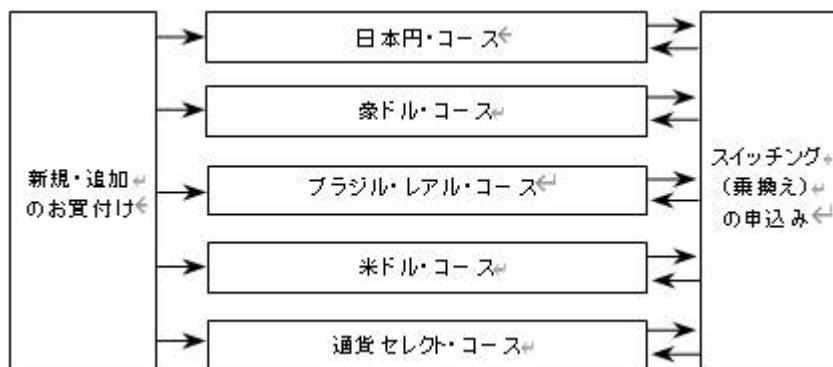 新規・追加
のお買付け
日本円・コース
豪ドル・コース
ブラジル・レアル・コース
米ドル・コース
通貨セレクト・コース
スイッチング
(乗換え)
の申込み